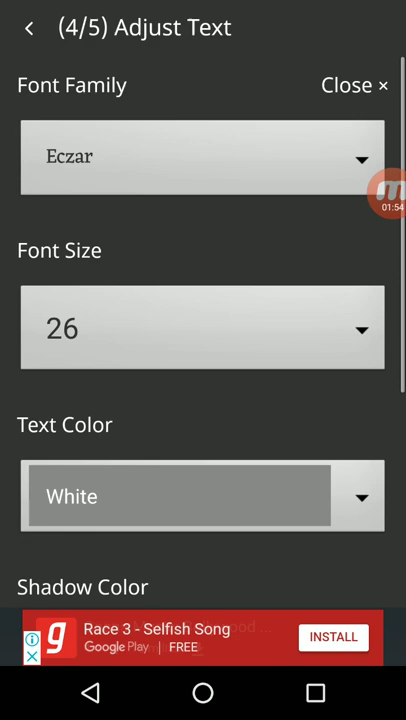 (4/5) Adjust Text
Font Family
Close ×
Eczar
01:54
Font Size
26
Text Color
White
Shadow Color
Race 3 - Selfish Song
Google Play | FREE
INSTALL